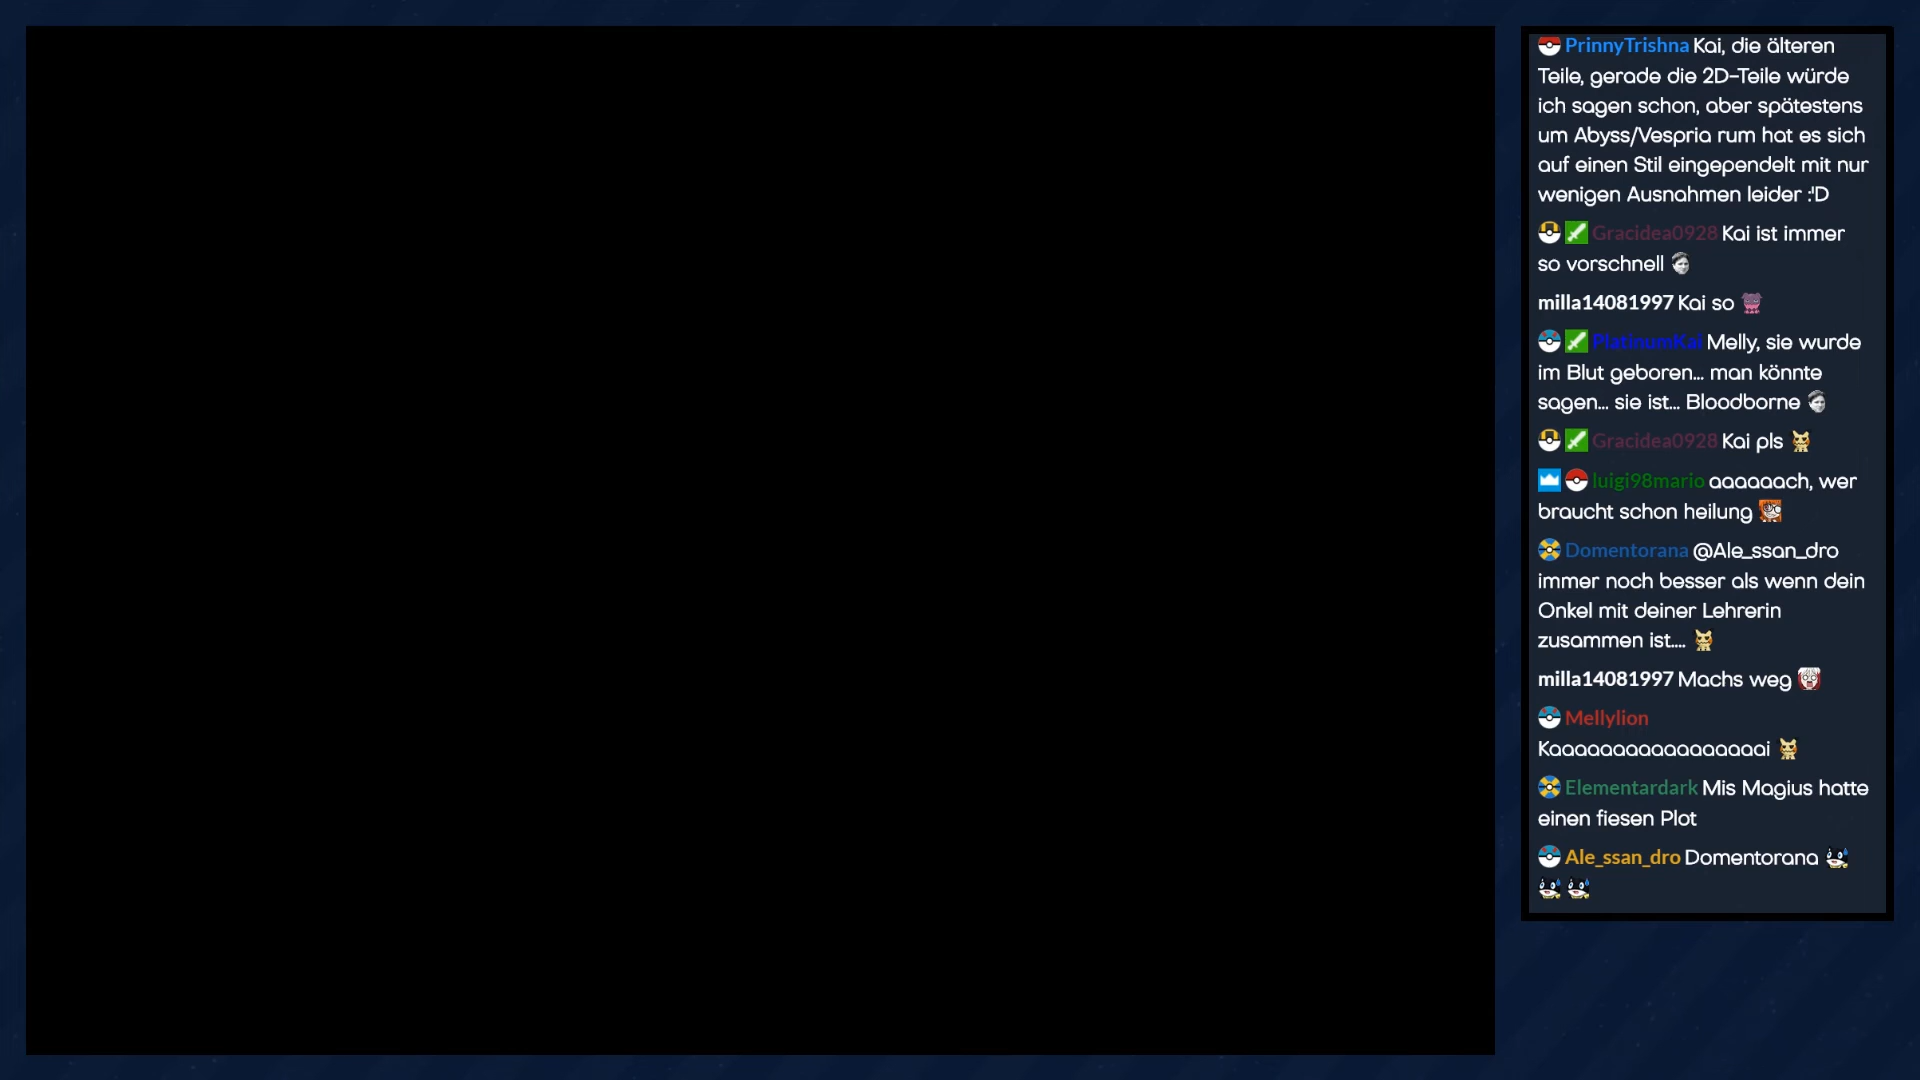 PrinnyTrishna Kai, die älteren
Teile, gerade die 2D-Teile würde
ich sagen schon, aber spätestens
um Abyss/Vespria rum hat es sich
auf einen Stil eingependelt mit nur
wenigen Ausnahmen leider :'D
Gracidea0928 Kai ist immer
so vorschnell
milla14081997 Kai so
PlatinumKai Melly, sie wurde
im Blut geboren... man könnte
sagen... sie ist... Bloodborne
Gracidea0928 Kai pls
luigi98mario aaaaaach, wer
braucht schon heilung
Domentorana @Ale_ssan_dro
immer noch besser als wenn dein
Onkel mit deiner Lehrerin
zusammen ist....
milla14081997 Machs weg
Mellylion
Kaaaaaaaaaaaaaaaaai
Elementardark Mis Magius hatte
einen fiesen Plot
Ale_ssan_dro Domentorana